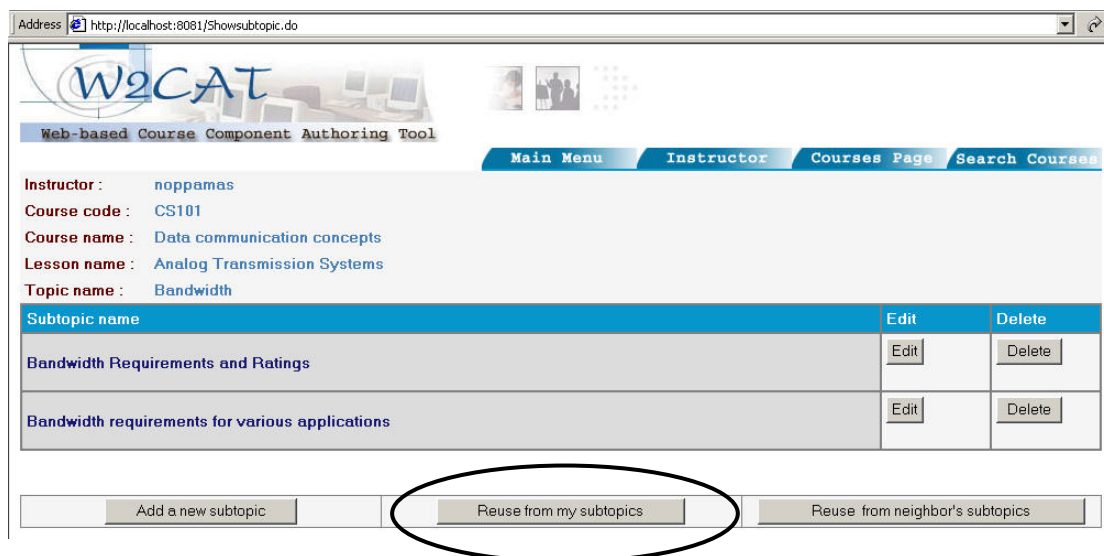 Address http://localhost:8081/Showsubtopic.do
W2CAT
Web-based Course Component Authoring Tool
Main Menu Instructor Courses Page Search Courses
Instructor : noppamas
Course code : CS101
Course name : Data communication concepts
Lesson name : Analog Transmission Systems
Topic name : Bandwidth
Subtopic name Edit Delete
Bandwidth Requirements and Ratings Edit Delete
Bandwidth requirements for various applications Edit Delete
Add a new subtopic Reuse from my subtopics Reuse from neighbor's subtopics